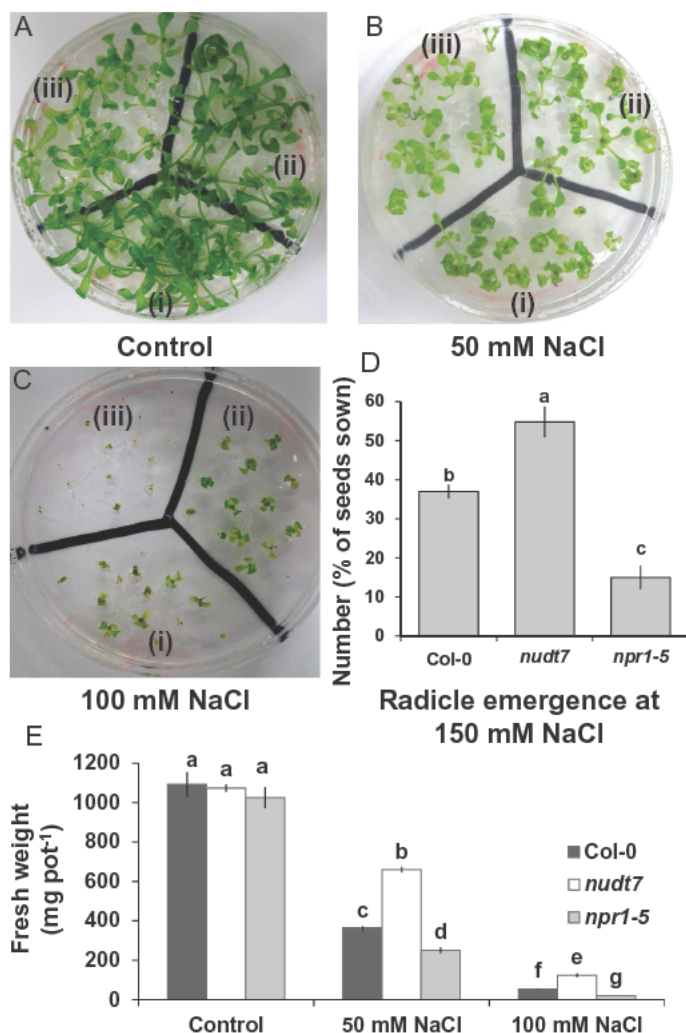 A
(iii)
(ii)
(i)
Control
B
(iii)
(ii)
(i)
50 mM NaCl
C
(iii)
(ii)
(i)
100 mM NaCl
D
Number (% of seeds sown)
60
50
40
30
20
10
0
b
a
c
Col-0 nudt7 npr1-5
Radicle emergence at
150 mM NaCl
E
Fresh weight
(mg pot⁻¹)
1200
1000
800
600
400
200
0
a a a
c b d
f e g
Col-0
nudt7
npr1-5
Control 50 mM NaCl 100 mM NaCl